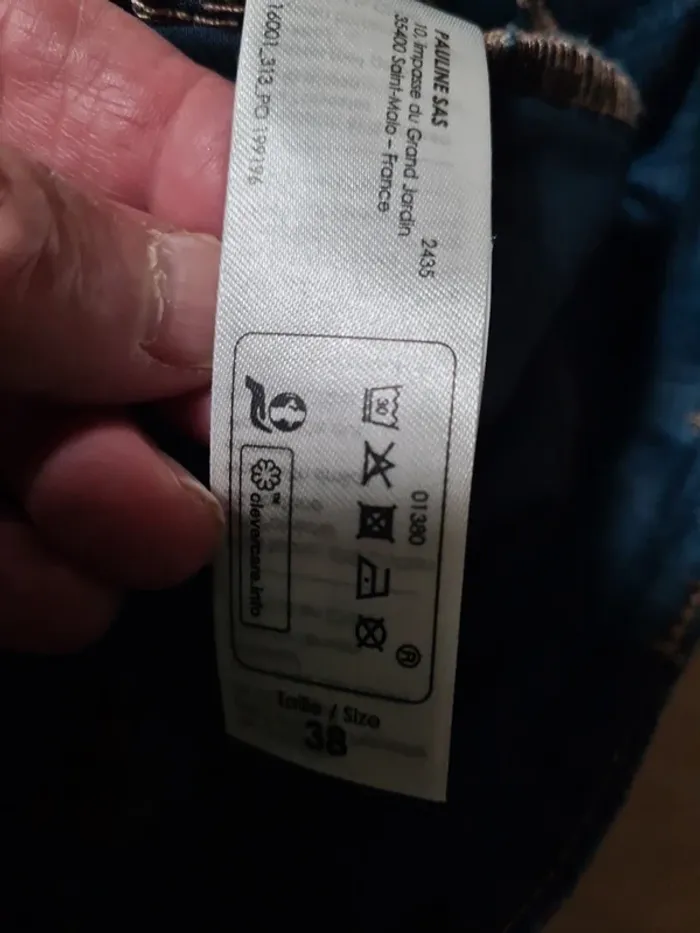 PAULINE SAS
10, Impasse du Grand Jardin
35400 Saint-Malo – France
2435
16001_313_PO 199196
01380
30
®
clevercare.info
Taille / Size
38